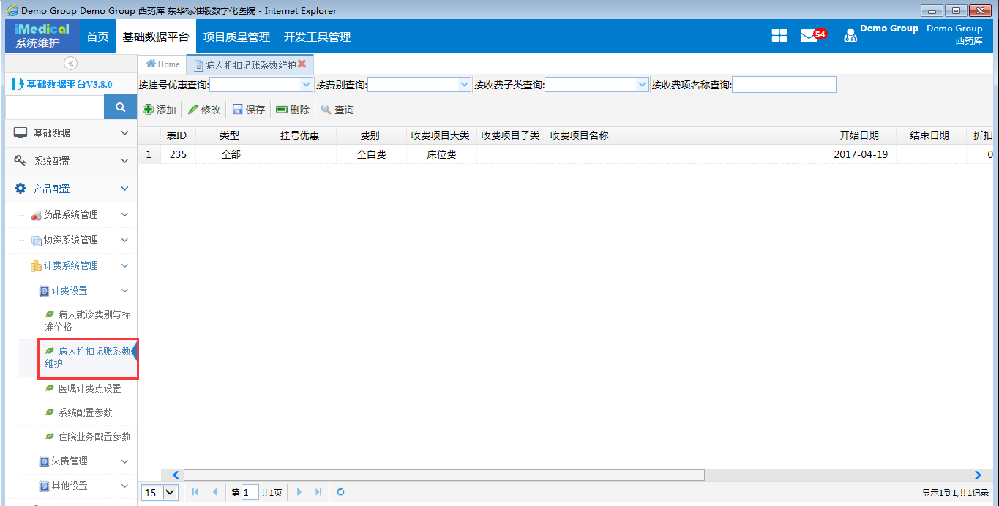 Demo Group Demo Group 西药库 东华标准版数字化医院 - Internet Explorer
iMedical
系统维护
首页
基础数据平台
项目质量管理
开发工具管理
54
Demo Group
Demo Group
西药库
基础数据平台V3.8.0
Home
病人折扣记账系数维护
按挂号优惠查询:
按费别查询:
按收费子类查询:
按收费项名称查询:
添加
修改
保存
删除
查询
表ID 类型 挂号优惠 费别 收费项目大类 收费项目子类 收费项目名称 开始日期 结束日期 折扣
1 235 全部 全自费 床位费 2017-04-19 0
基础数据
系统配置
产品配置
药品系统管理
物资系统管理
计费系统管理
计费设置
病人就诊类别与标
准价格
病人折扣记账系数
维护
医嘱计费点设置
系统配置参数
住院业务配置参数
欠费管理
其他设置
15
第 1 共1页
显示1到1,共1记录